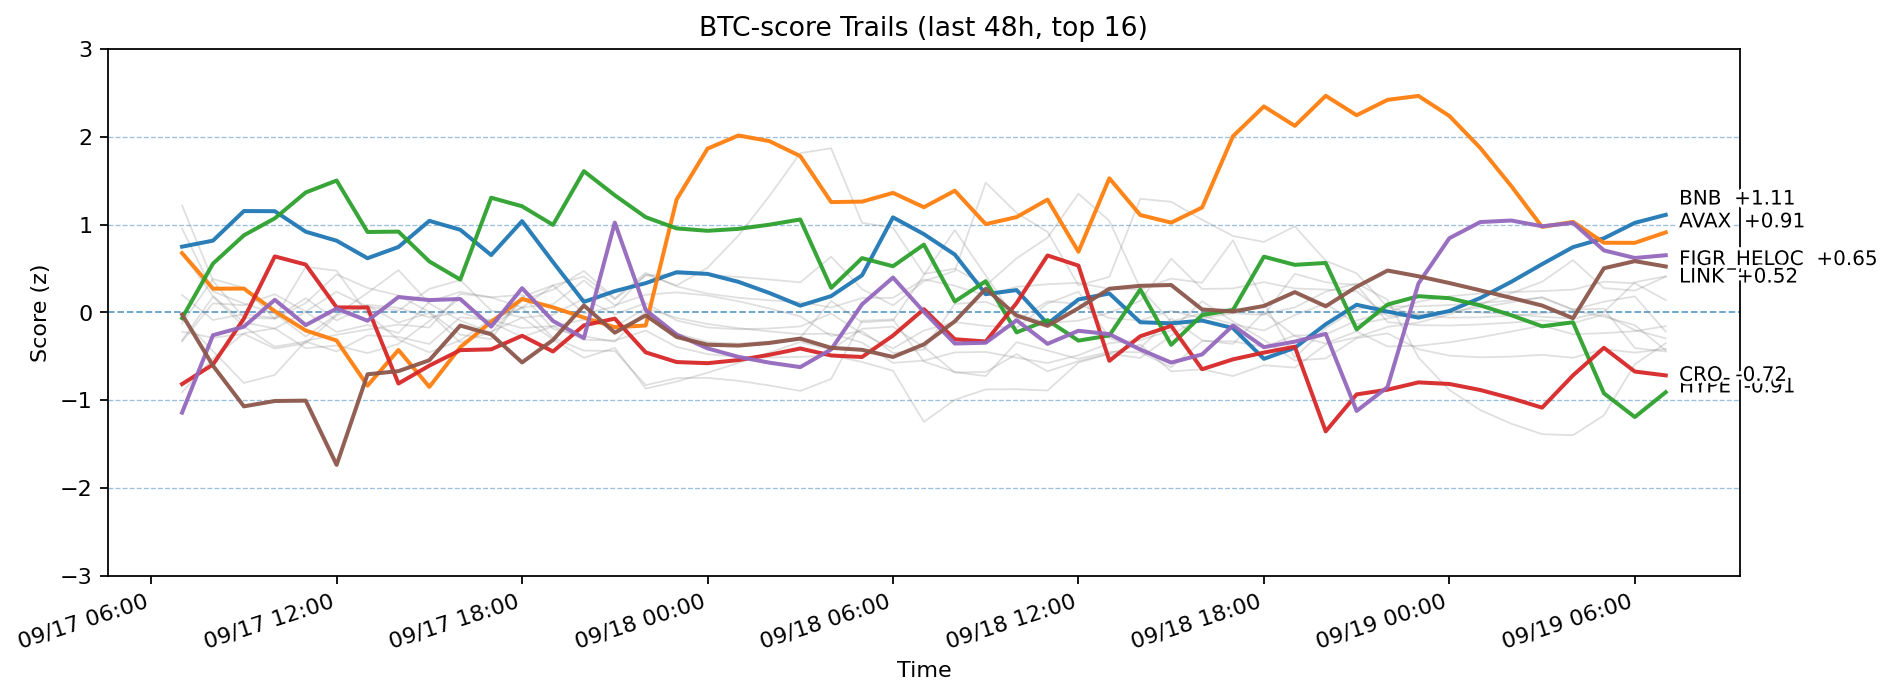 BTC-score Trails (last 48h, top 16)
Score (z)
3
2
1
0
−1
−2
−3
BNB +1.11
AVAX +0.91
FIGR_HELOC +0.65
LINK +0.52
CRO -0.72
HYPE -0.91
09/17 06:00
09/17 12:00
09/17 18:00
09/18 00:00
09/18 06:00
09/18 12:00
09/18 18:00
09/19 00:00
09/19 06:00
Time